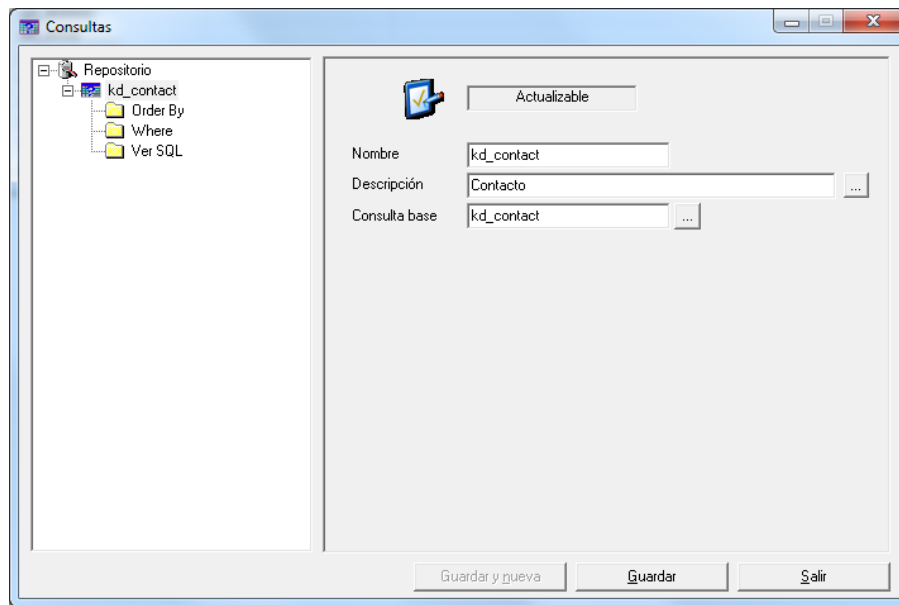 Consultas
Repositorio
kd_contact
Order By
Where
Ver SQL
Actualizable
Nombre kd_contact
Descripción Contacto ...
Consulta base kd_contact ...
Guardar y nueva Guardar Salir